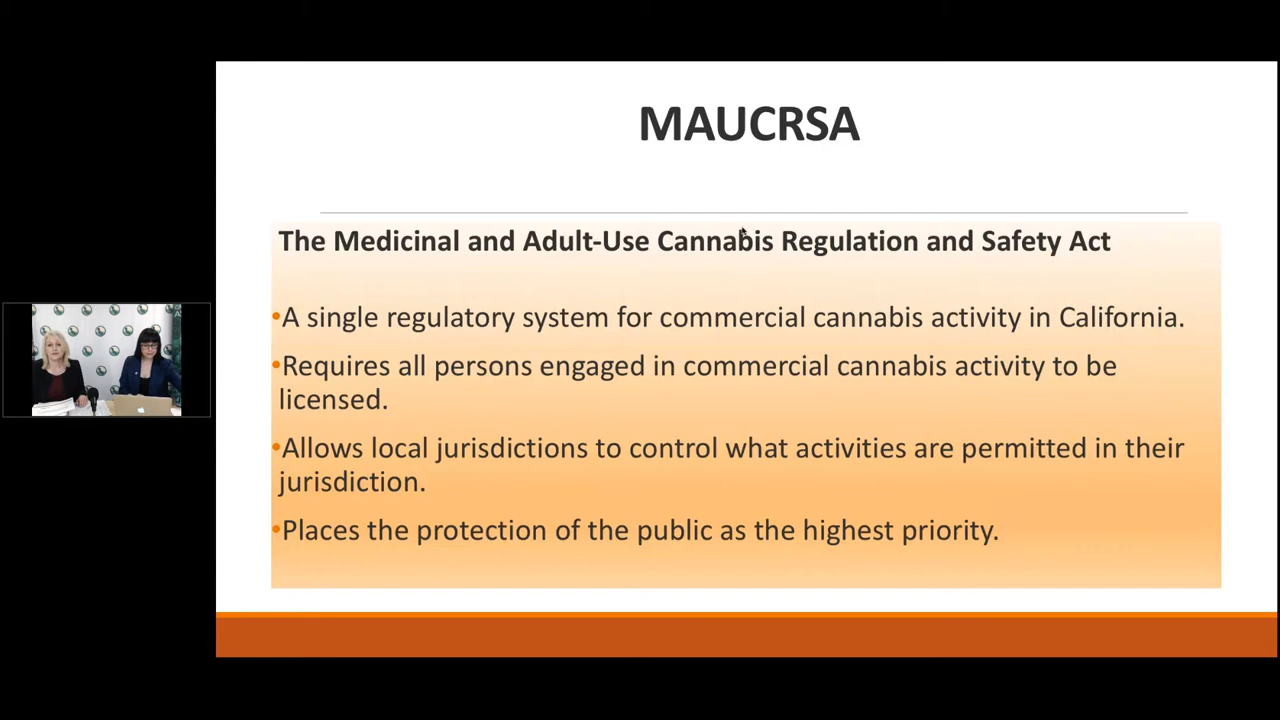 MAUCRSA
The Medicinal and Adult-Use Cannabis Regulation and Safety Act
•A single regulatory system for commercial cannabis activity in California.
•Requires all persons engaged in commercial cannabis activity to be
licensed.
•Allows local jurisdictions to control what activities are permitted in their
jurisdiction.
•Places the protection of the public as the highest priority.